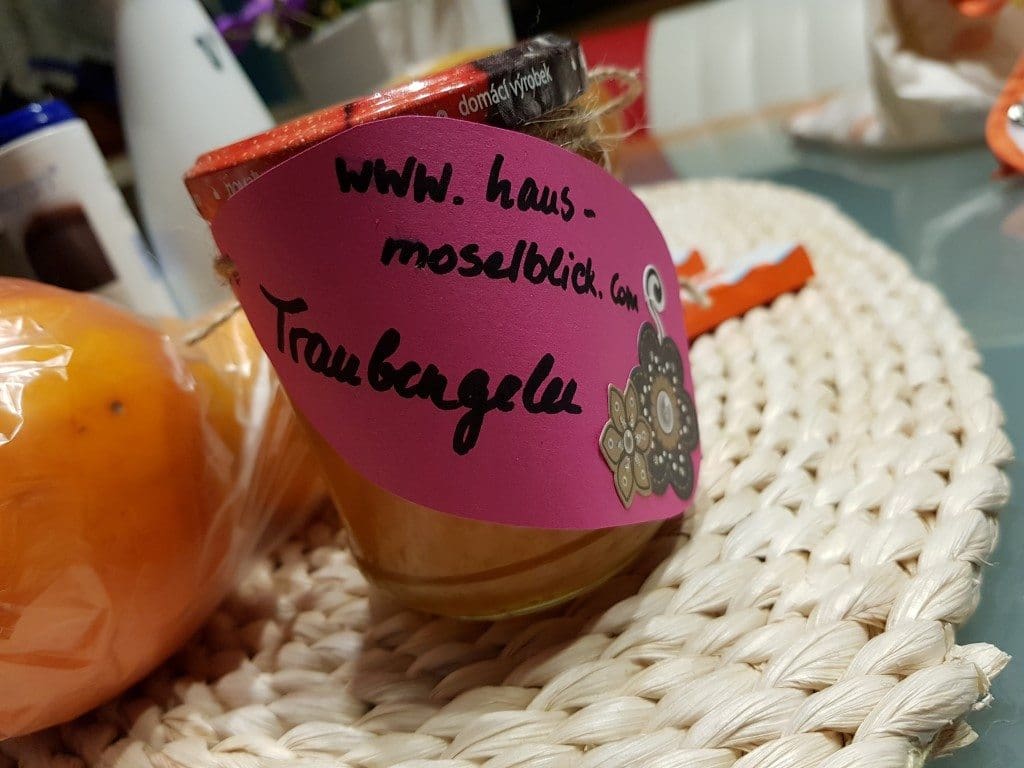 domácí výrobek
www. haus-
moselblick.com
Traubengelee